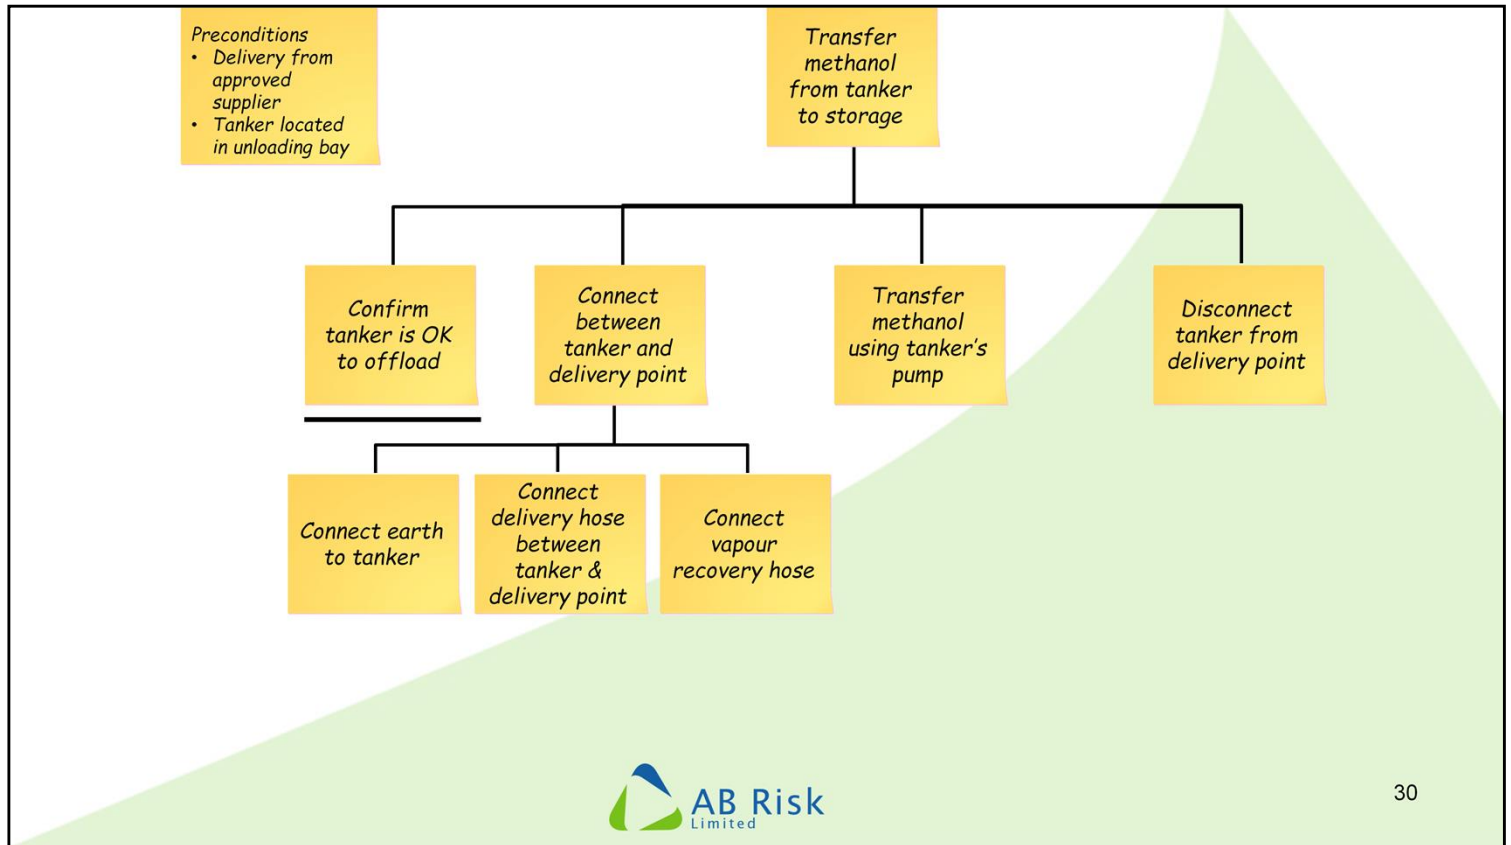 Preconditions
• Delivery from
approved
supplier
• Tanker located
in unloading bay
Transfer
methanol
from tanker
to storage
Confirm
tanker is OK
to offload
Connect
between
tanker and
delivery point
Transfer
methanol
using tanker's
pump
Disconnect
tanker from
delivery point
Connect earth
to tanker
Connect
delivery hose
between
tanker &
delivery point
Connect
vapour
recovery hose
AB Risk
Limited
30